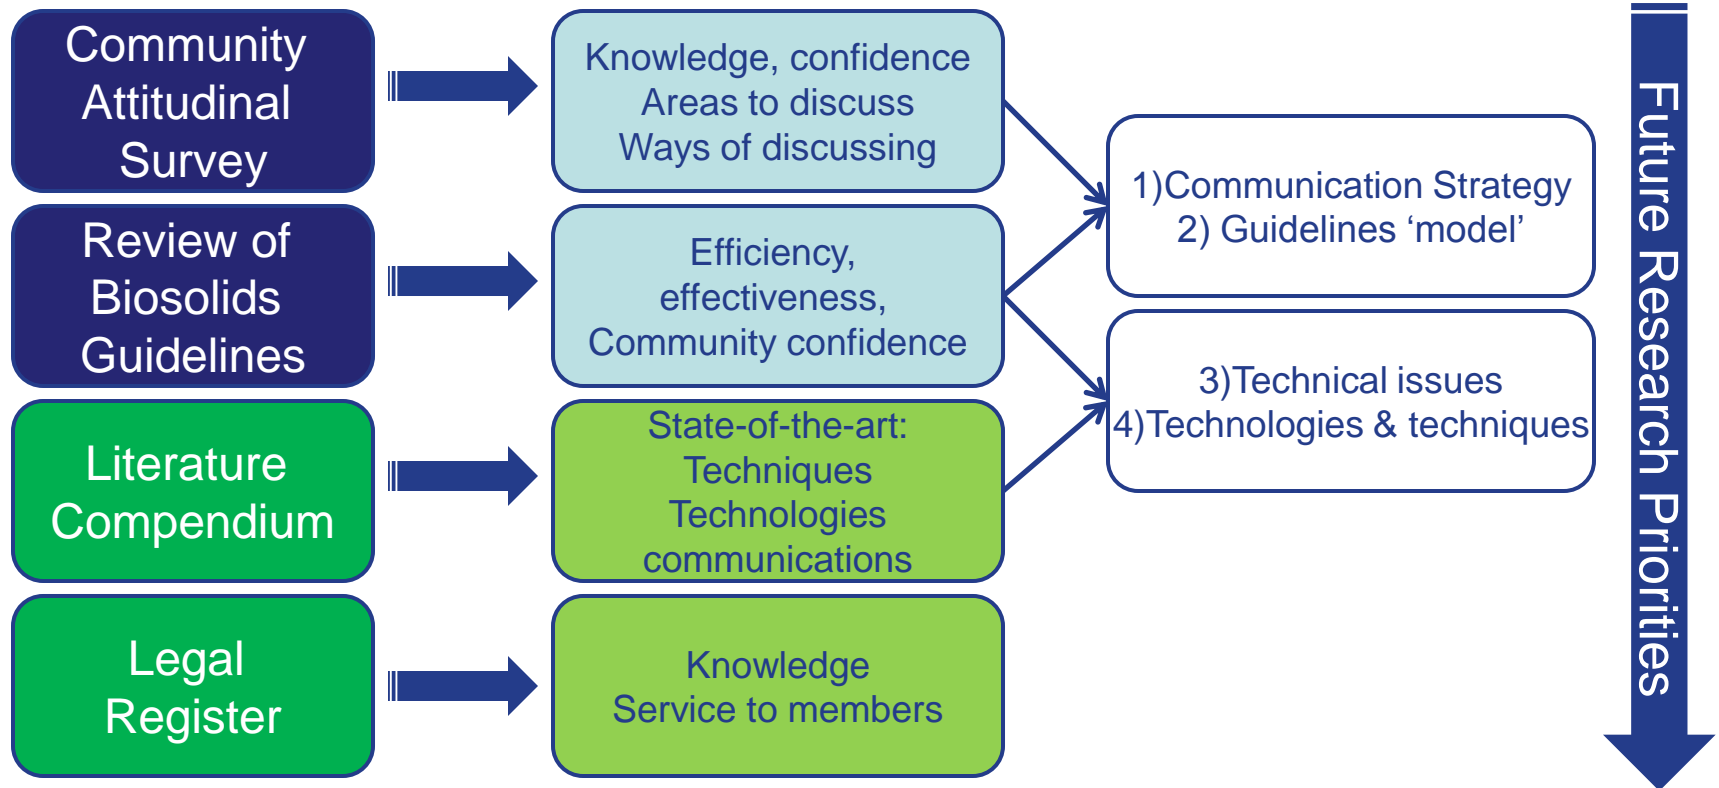 Community
Attitudinal
Survey
Knowledge, confidence
Areas to discuss
Ways of discussing
Review of
Biosolids
Guidelines
Efficiency,
effectiveness,
Community confidence
Literature
Compendium
State-of-the-art:
Techniques
Technologies
communications
Legal
Register
Knowledge
Service to members
1)Communication Strategy
2) Guidelines ‘model’
3)Technical issues
4)Technologies & techniques
Future Research Priorities